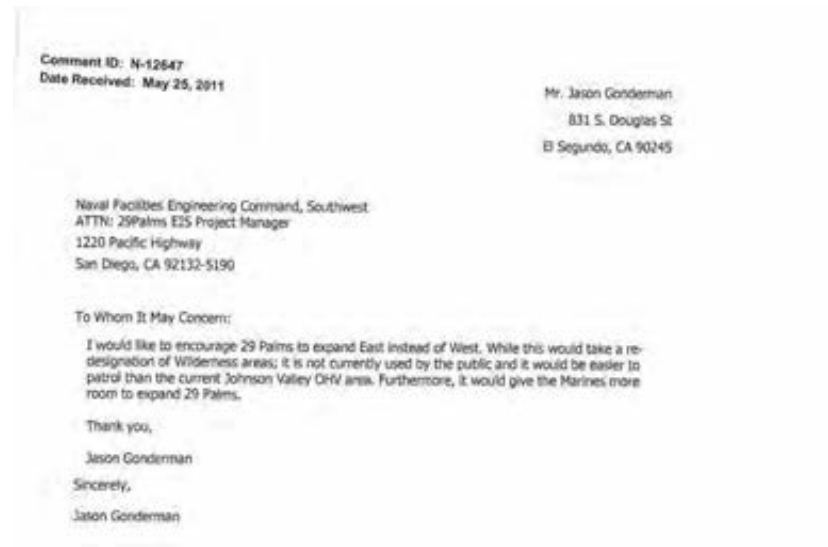 Comment ID: N-12647
Date Received: May 25, 2011
Mr. Jason Gonderman
831 S. Douglas St
El Segundo, CA 90245
Naval Facilities Engineering Command, Southwest
ATTN: 29Palms EIS Project Manager
1220 Pacific Highway
San Diego, CA 92132-5190
To Whom It May Concern:
I would like to encourage 29 Palms to expand East instead of West. While this would take a re-
designation of Wilderness areas; it is not currently used by the public and it would be easier to
patrol than the current Johnson Valley OHV area. Furthermore, it would give the Marines more
room to expand 29 Palms.
Thank you,
Jason Gonderman
Sincerely,
Jason Gonderman